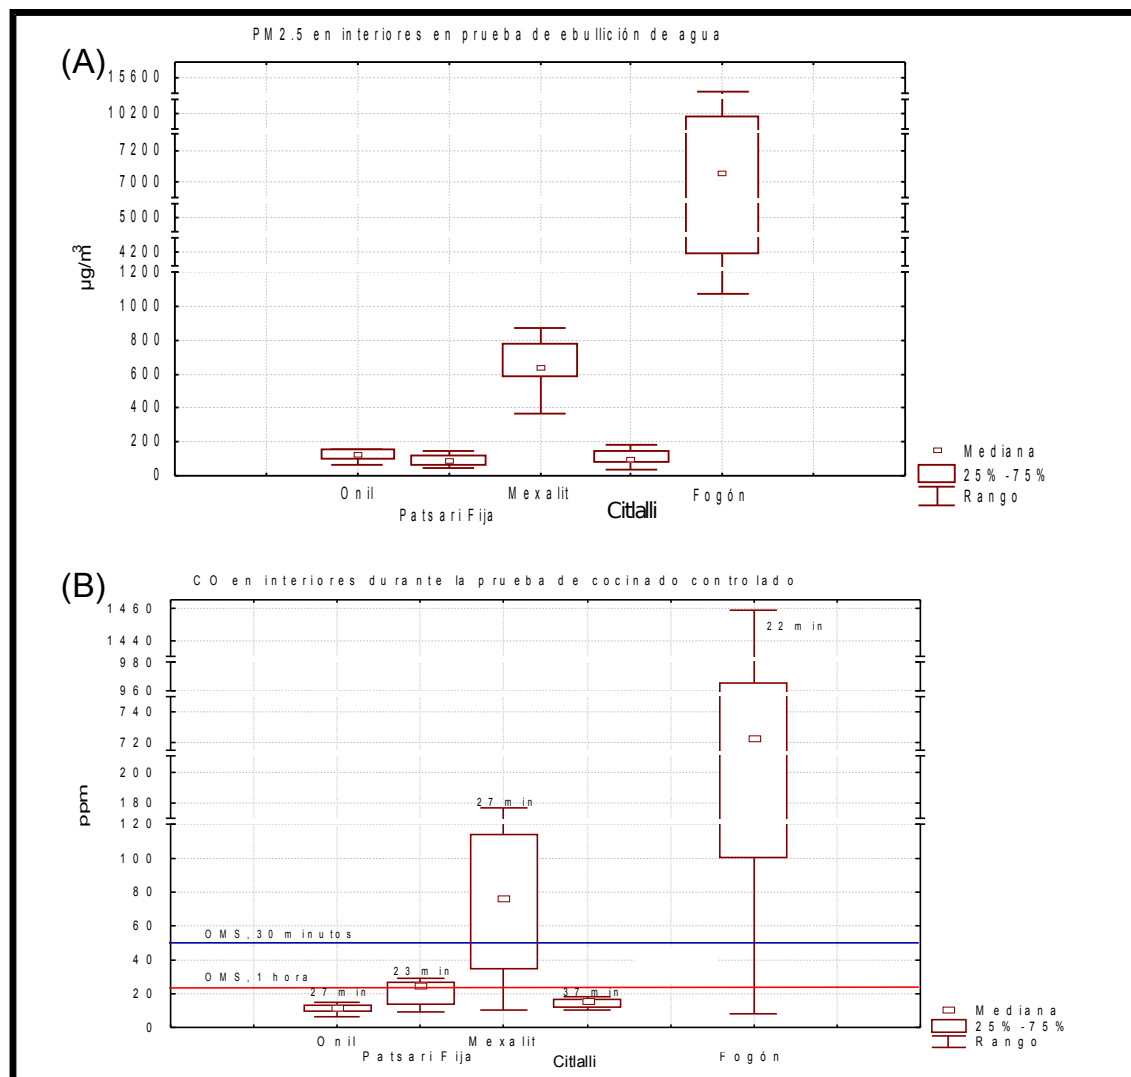 PM2.5 en interiores en prueba de ebullición de agua
(A)
15600
10200
7200
7000
5000
4200
1200
1000
800
600
400
200
0
µg/m³
Onil
Mexalit
Fogón
Patsari Fija
Citlalli
Mediana
25%-75%
Rango
CO en interiores durante la prueba de cocinado controlado
(B)
1460
1440
980
960
740
720
200
180
120
100
80
60
40
20
0
ppm
22 min
27 min
OMS, 30 minutos
23 min
OMS, 1 hora
27 min
37 min
Onil
Mexalit
Fogón
Patsari Fija
Citlalli
Mediana
25%-75%
Rango